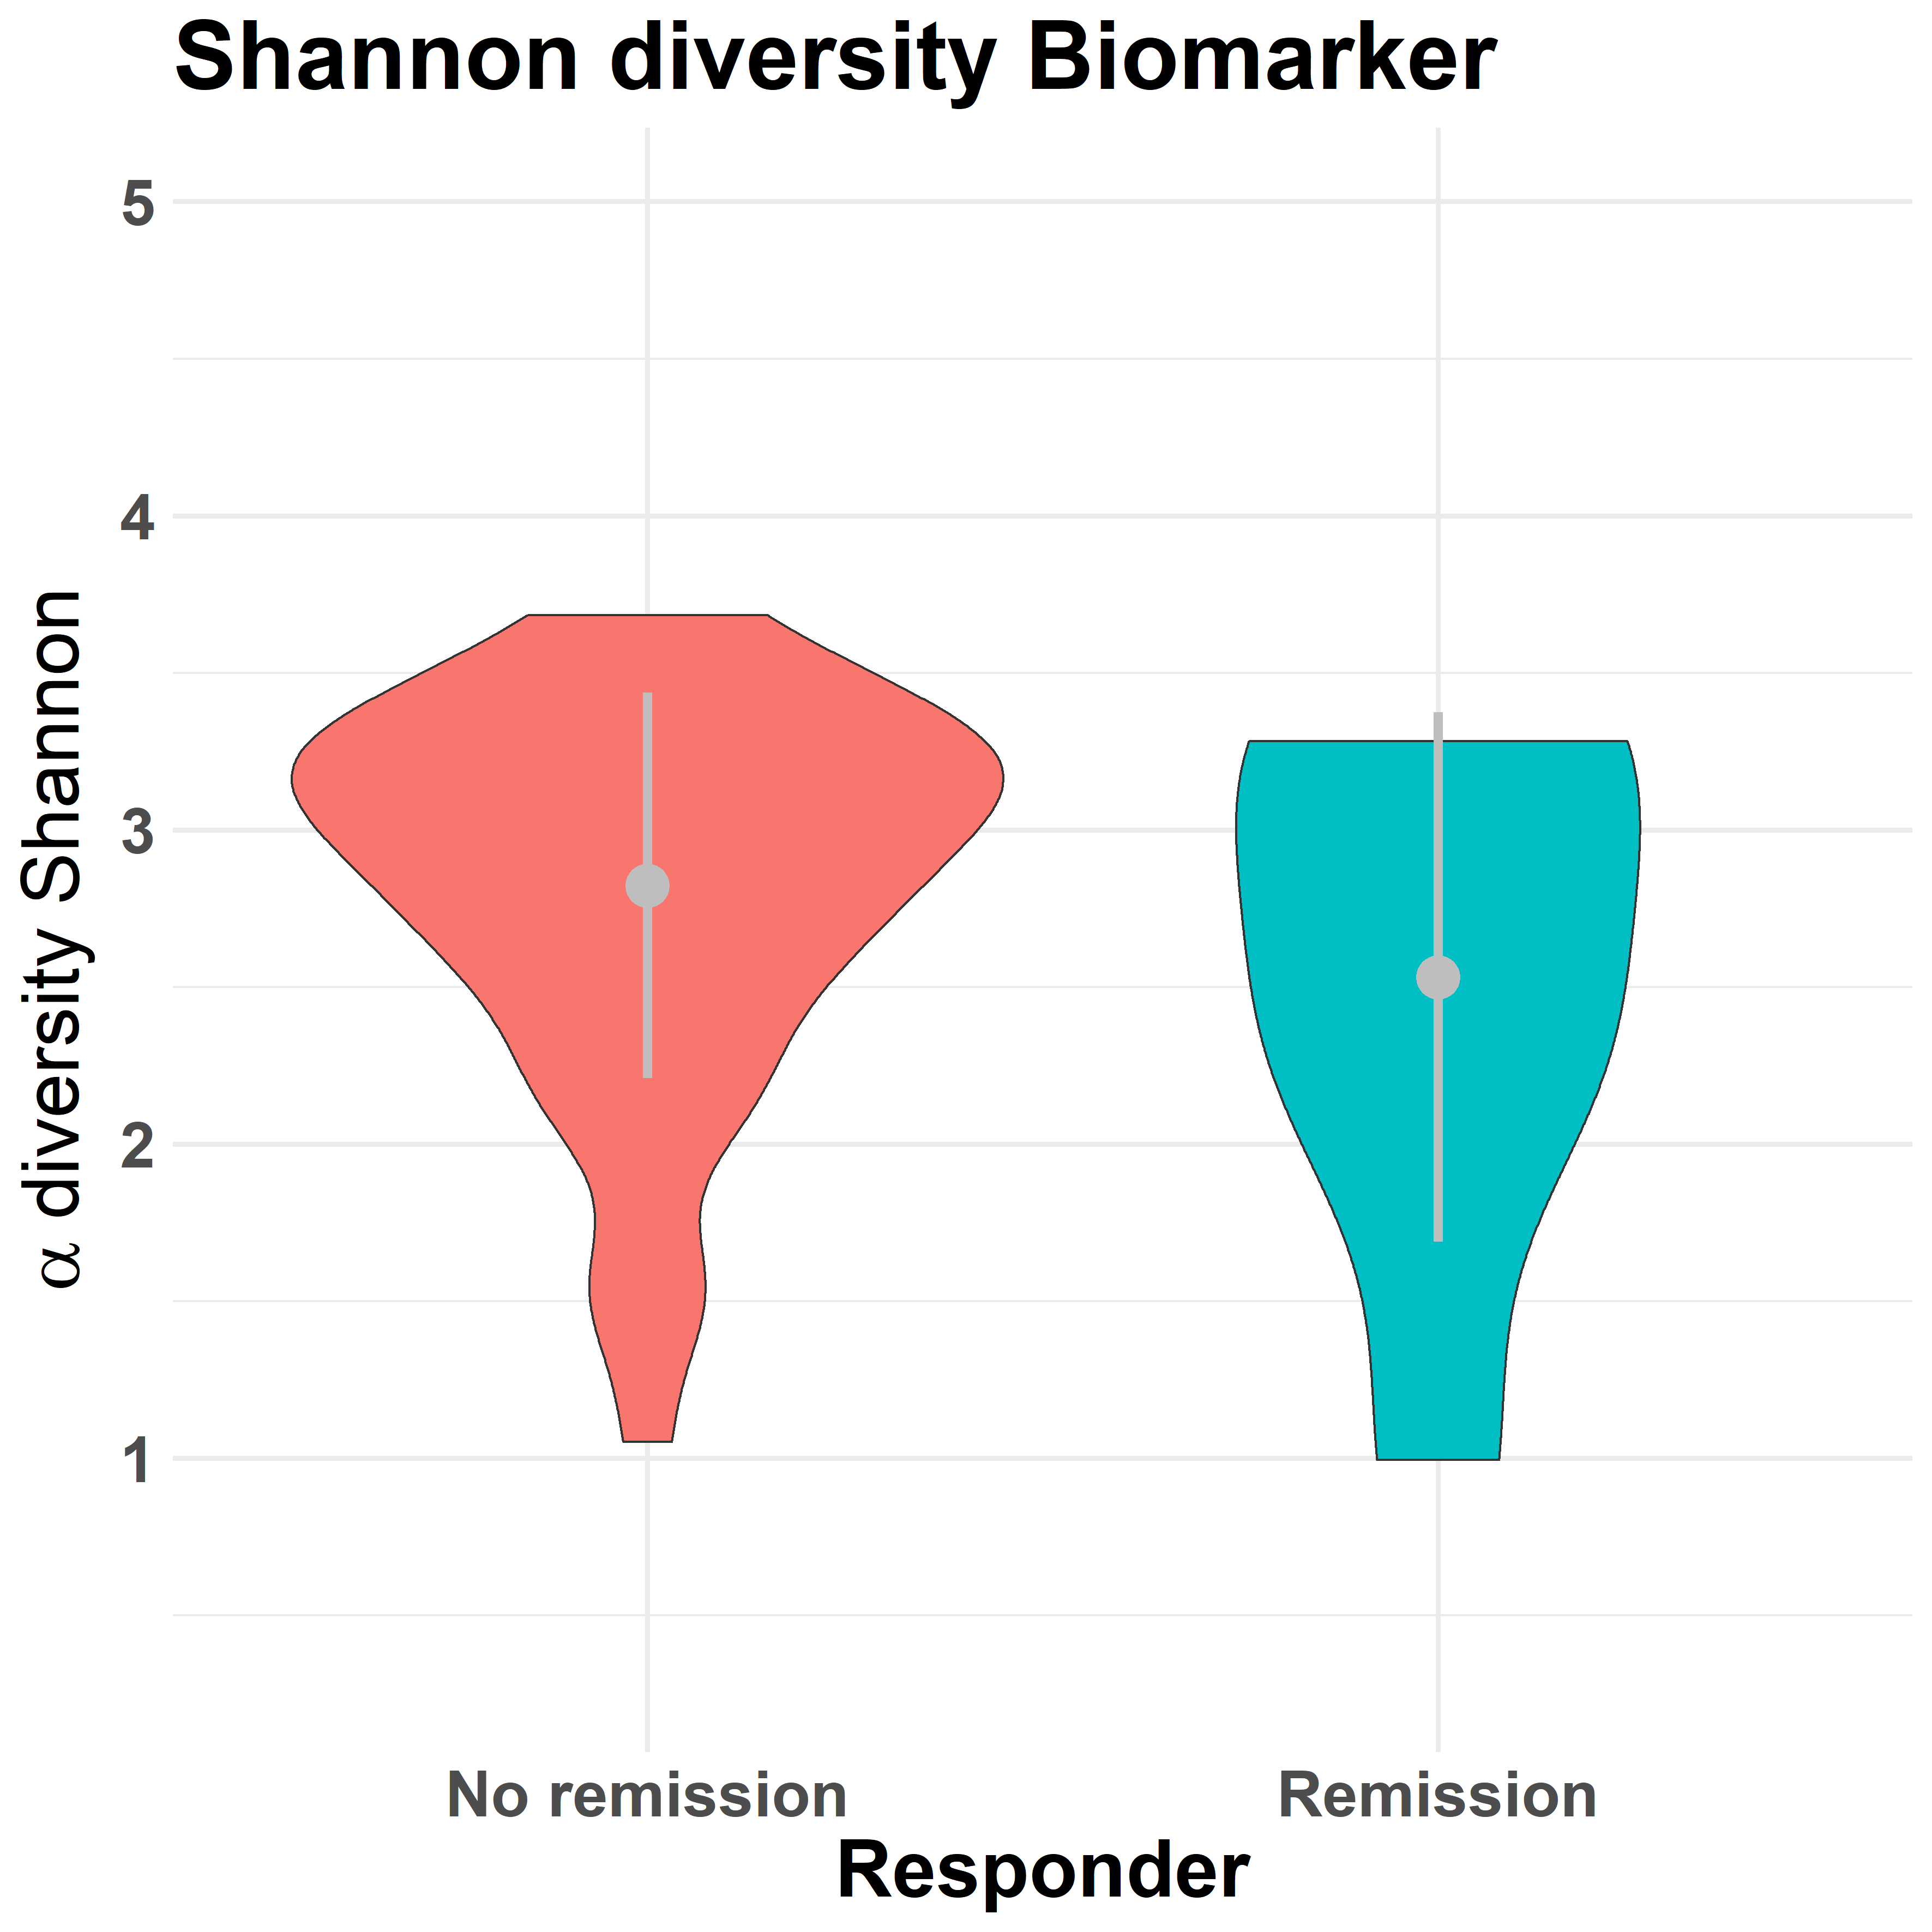 Shannon diversity Biomarker
5
4
3
2
1
α diversity Shannon
No remission
Remission
Responder